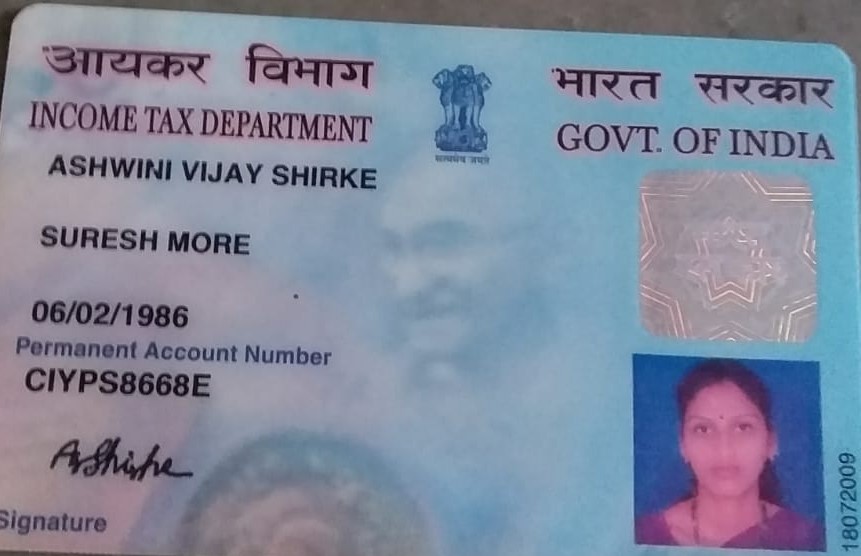 आयकर विभाग
INCOME TAX DEPARTMENT
सत्यमेव जयते
भारत सरकार
GOVT. OF INDIA
ASHWINI VIJAY SHIRKE
SURESH MORE
06/02/1986
Permanent Account Number
CIYPS8668E
AShirke
Signature
18072009